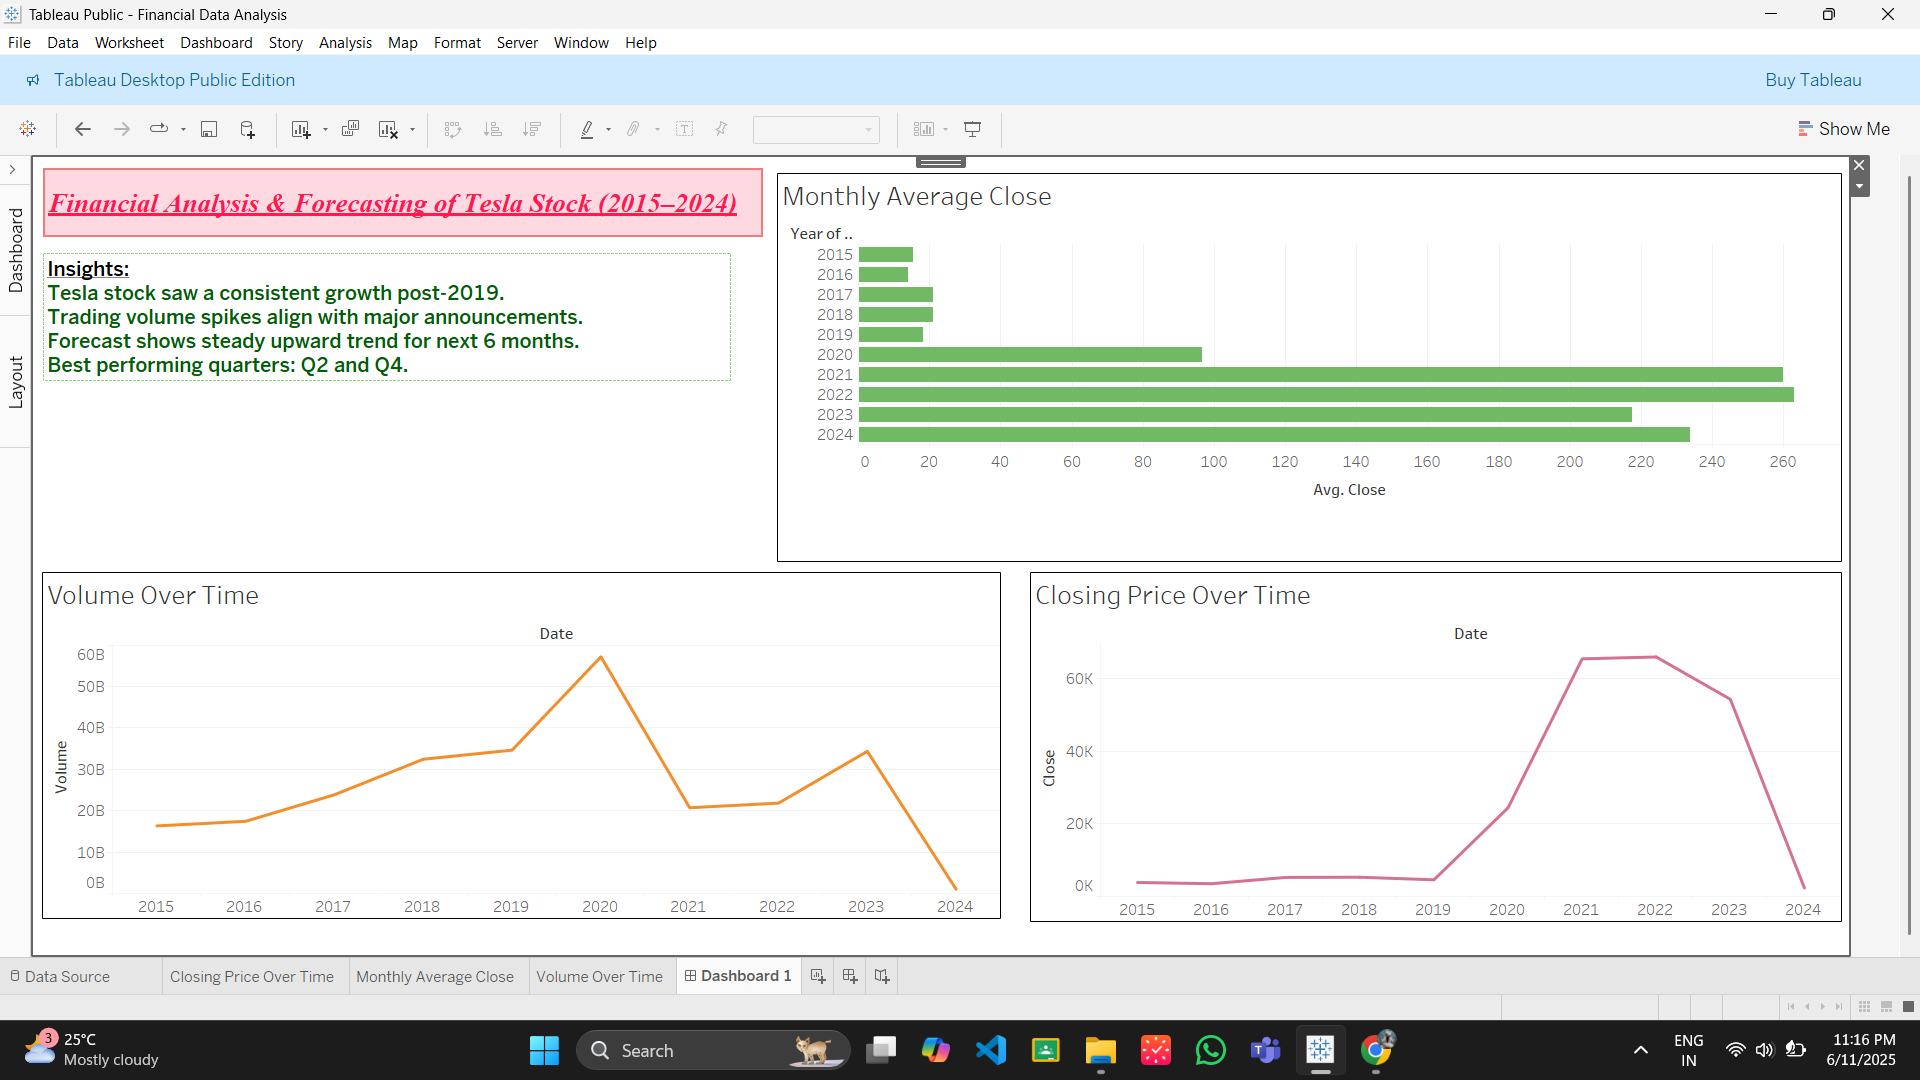 Tableau Public - Financial Data Analysis
File Data Worksheet Dashboard Story Analysis Map Format Server Window Help
Tableau Desktop Public Edition
Buy Tableau
Show Me
Dashboard
Layout
Financial Analysis & Forecasting of Tesla Stock (2015–2024)
Insights:
Tesla stock saw a consistent growth post-2019.
Trading volume spikes align with major announcements.
Forecast shows steady upward trend for next 6 months.
Best performing quarters: Q2 and Q4.
Monthly Average Close
Year of ..
2015
2016
2017
2018
2019
2020
2021
2022
2023
2024
0 20 40 60 80 100 120 140 160 180 200 220 240 260
Avg. Close
Volume Over Time
Date
60B
50B
40B
30B
20B
10B
0B
Volume
2015 2016 2017 2018 2019 2020 2021 2022 2023 2024
Closing Price Over Time
Date
60K
40K
20K
0K
Close
2015 2016 2017 2018 2019 2020 2021 2022 2023 2024
Data Source Closing Price Over Time Monthly Average Close Volume Over Time Dashboard 1
3
25°C
Mostly cloudy
Search
ENG
IN
11:16 PM
6/11/2025